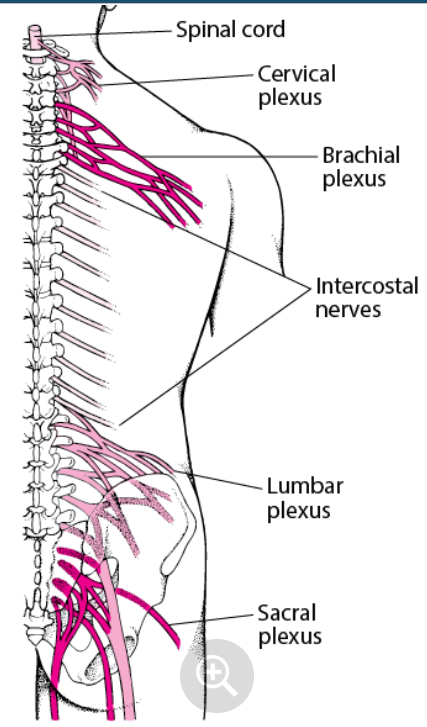 Spinal cord
Cervical
plexus
Brachial
plexus
Intercostal
nerves
Lumbar
plexus
Sacral
plexus